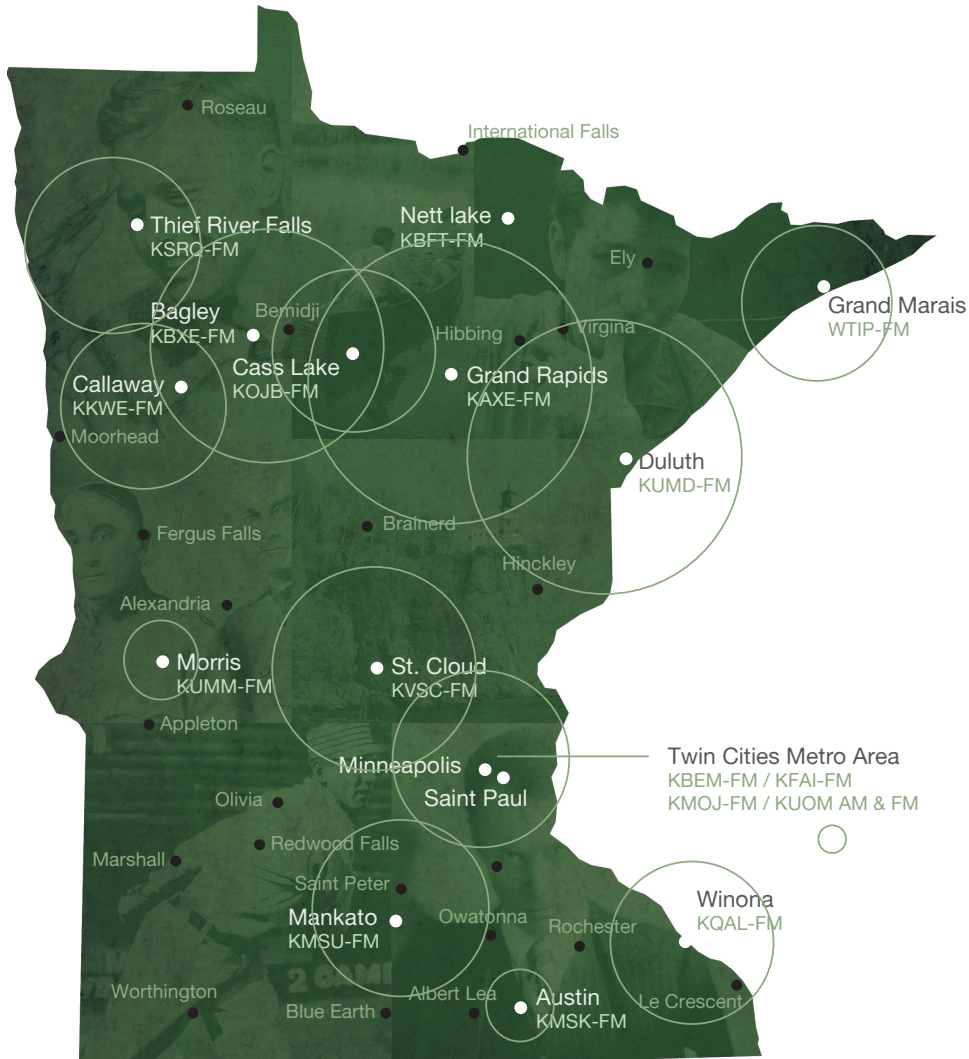 Roseau
International Falls
Thief River Falls
KSRQ-FM
Nett lake
KBFT-FM
Ely
Grand Marais
WTIP-FM
Bagley
KBXE-FM
Bemidji
Hibbing
Virgina
Cass Lake
KOJB-FM
Grand Rapids
KAXE-FM
Callaway
KKWE-FM
Moorhead
Duluth
KUMD-FM
Brainerd
Fergus Falls
Hinckley
Alexandria
Morris
KUMM-FM
St. Cloud
KVSC-FM
Appleton
Minneapolis
Saint Paul
Twin Cities Metro Area
KBEM-FM / KFAI-FM
KMOJ-FM / KUOM AM & FM
Olivia
Redwood Falls
Marshall
Saint Peter
Mankato
KMSU-FM
Owatonna
Rochester
Winona
KQAL-FM
2 GAME
Worthington
Blue Earth
Albert Lea
Austin
KMSK-FM
Le Crescent